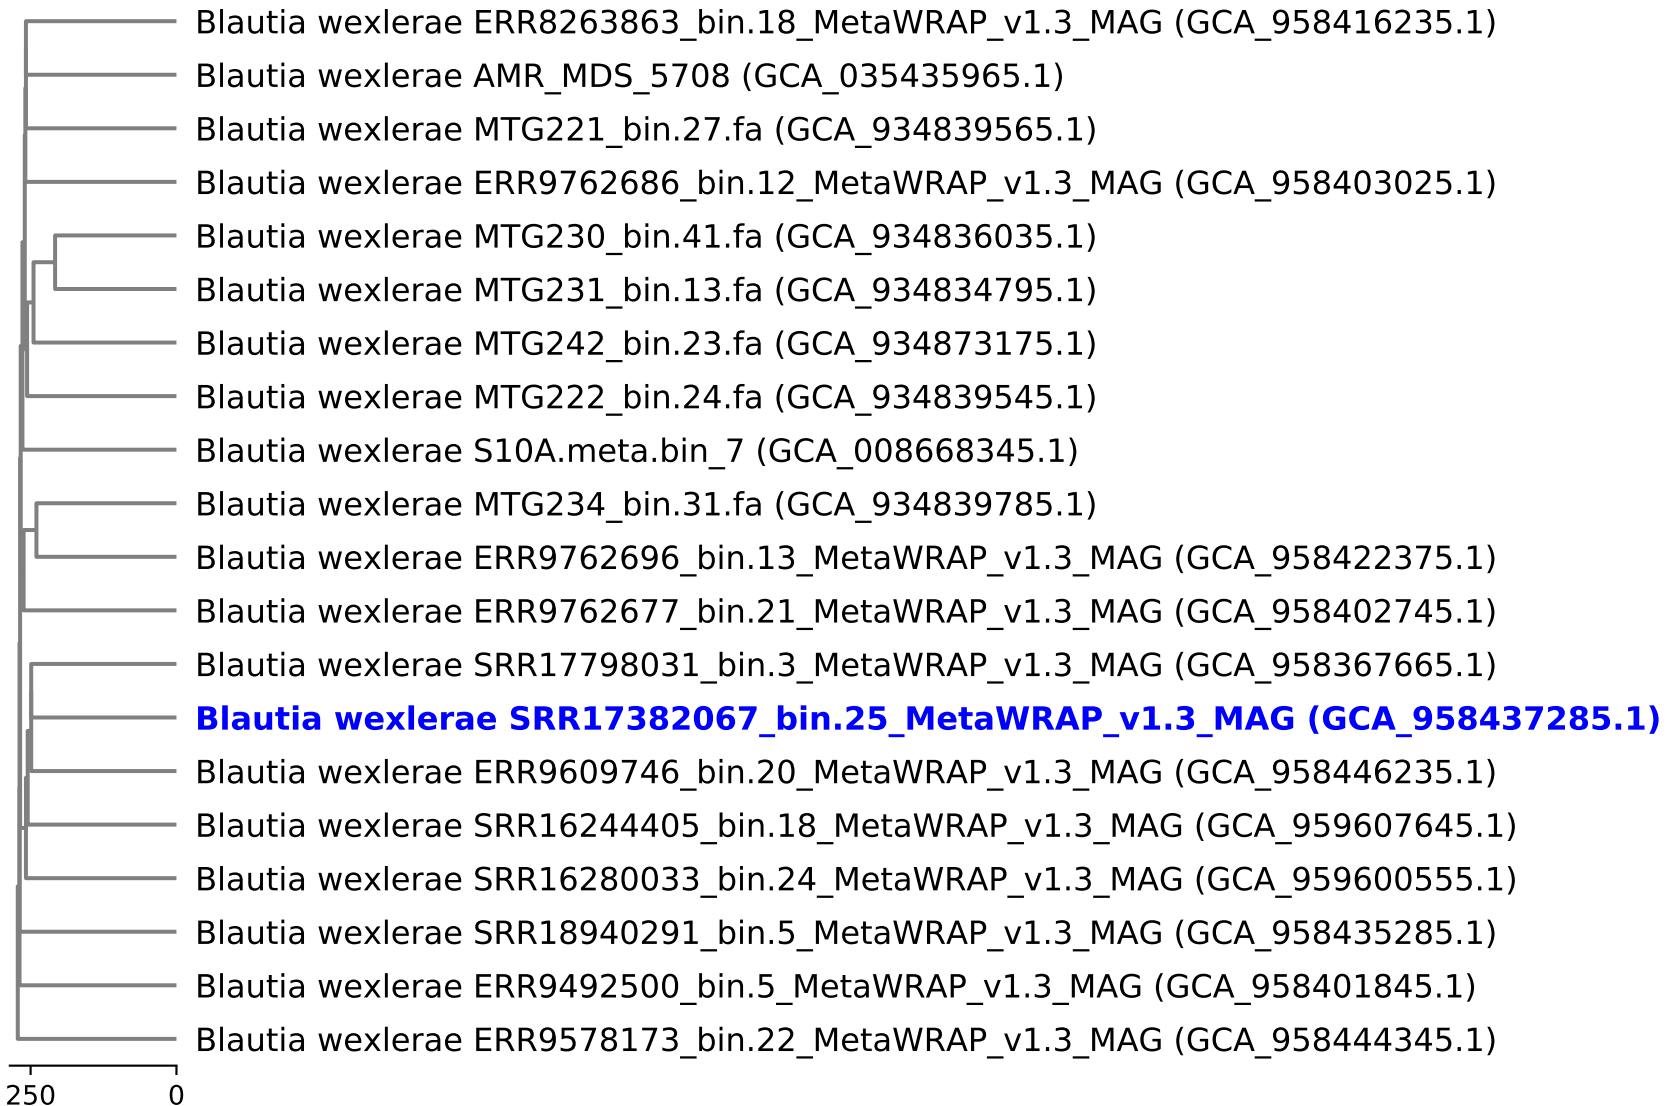 Blautia wexlerae ERR8263863_bin.18_MetaWRAP_v1.3_MAG (GCA_958416235.1)
Blautia wexlerae AMR_MDS_5708 (GCA_035435965.1)
Blautia wexlerae MTG221_bin.27.fa (GCA_934839565.1)
Blautia wexlerae ERR9762686_bin.12_MetaWRAP_v1.3_MAG (GCA_958403025.1)
Blautia wexlerae MTG230_bin.41.fa (GCA_934836035.1)
Blautia wexlerae MTG231_bin.13.fa (GCA_934834795.1)
Blautia wexlerae MTG242_bin.23.fa (GCA_934873175.1)
Blautia wexlerae MTG222_bin.24.fa (GCA_934839545.1)
Blautia wexlerae S10A.meta.bin_7 (GCA_008668345.1)
Blautia wexlerae MTG234_bin.31.fa (GCA_934839785.1)
Blautia wexlerae ERR9762696_bin.13_MetaWRAP_v1.3_MAG (GCA_958422375.1)
Blautia wexlerae ERR9762677_bin.21_MetaWRAP_v1.3_MAG (GCA_958402745.1)
Blautia wexlerae SRR17798031_bin.3_MetaWRAP_v1.3_MAG (GCA_958367665.1)
Blautia wexlerae SRR17382067_bin.25_MetaWRAP_v1.3_MAG (GCA_958437285.1)
Blautia wexlerae ERR9609746_bin.20_MetaWRAP_v1.3_MAG (GCA_958446235.1)
Blautia wexlerae SRR16244405_bin.18_MetaWRAP_v1.3_MAG (GCA_959607645.1)
Blautia wexlerae SRR16280033_bin.24_MetaWRAP_v1.3_MAG (GCA_959600555.1)
Blautia wexlerae SRR18940291_bin.5_MetaWRAP_v1.3_MAG (GCA_958435285.1)
Blautia wexlerae ERR9492500_bin.5_MetaWRAP_v1.3_MAG (GCA_958401845.1)
Blautia wexlerae ERR9578173_bin.22_MetaWRAP_v1.3_MAG (GCA_958444345.1)
250 0